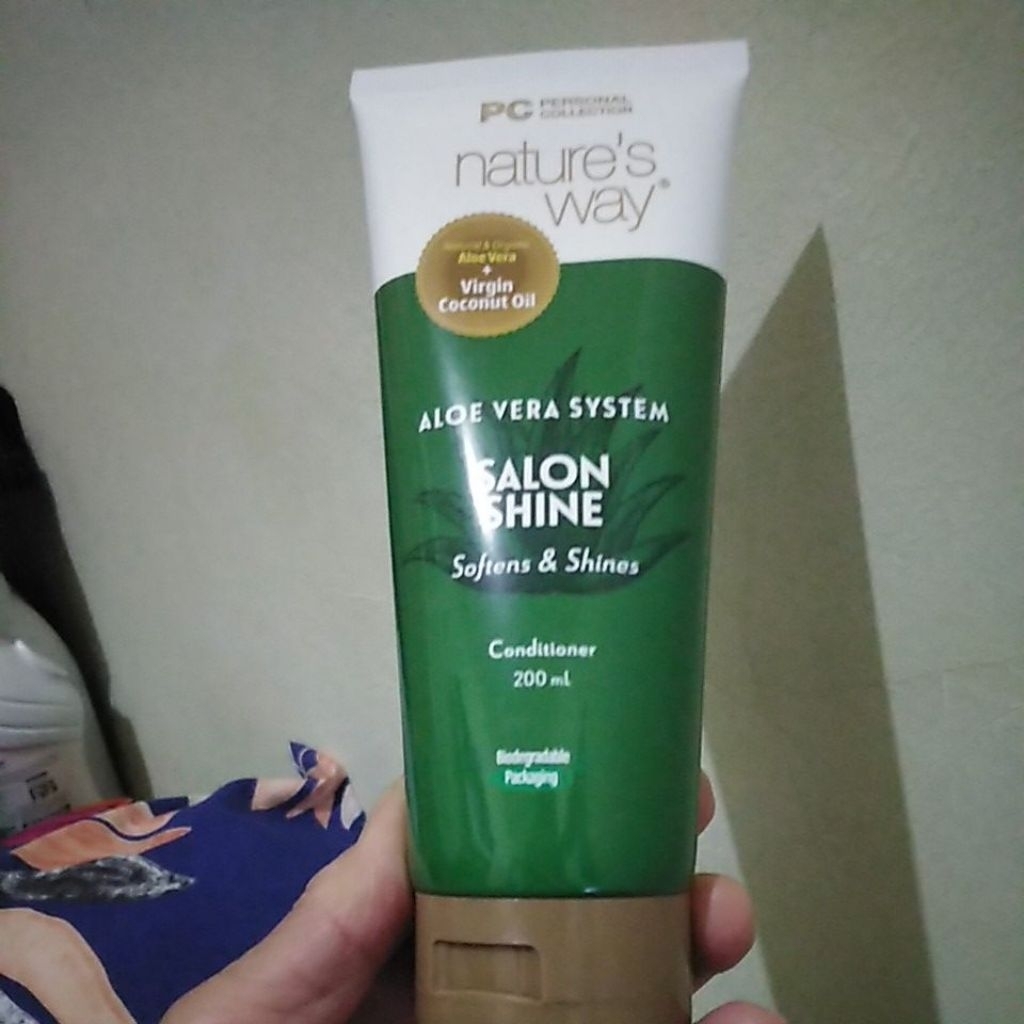 PC PERSONAL
COLLECTION
nature's
way®
Natural & Organic
Aloe Vera
+
Virgin
Coconut Oil
ALOE VERA SYSTEM
SALON
SHINE
Softens & Shines
Conditioner
200 mL
Biodegradable
Packaging